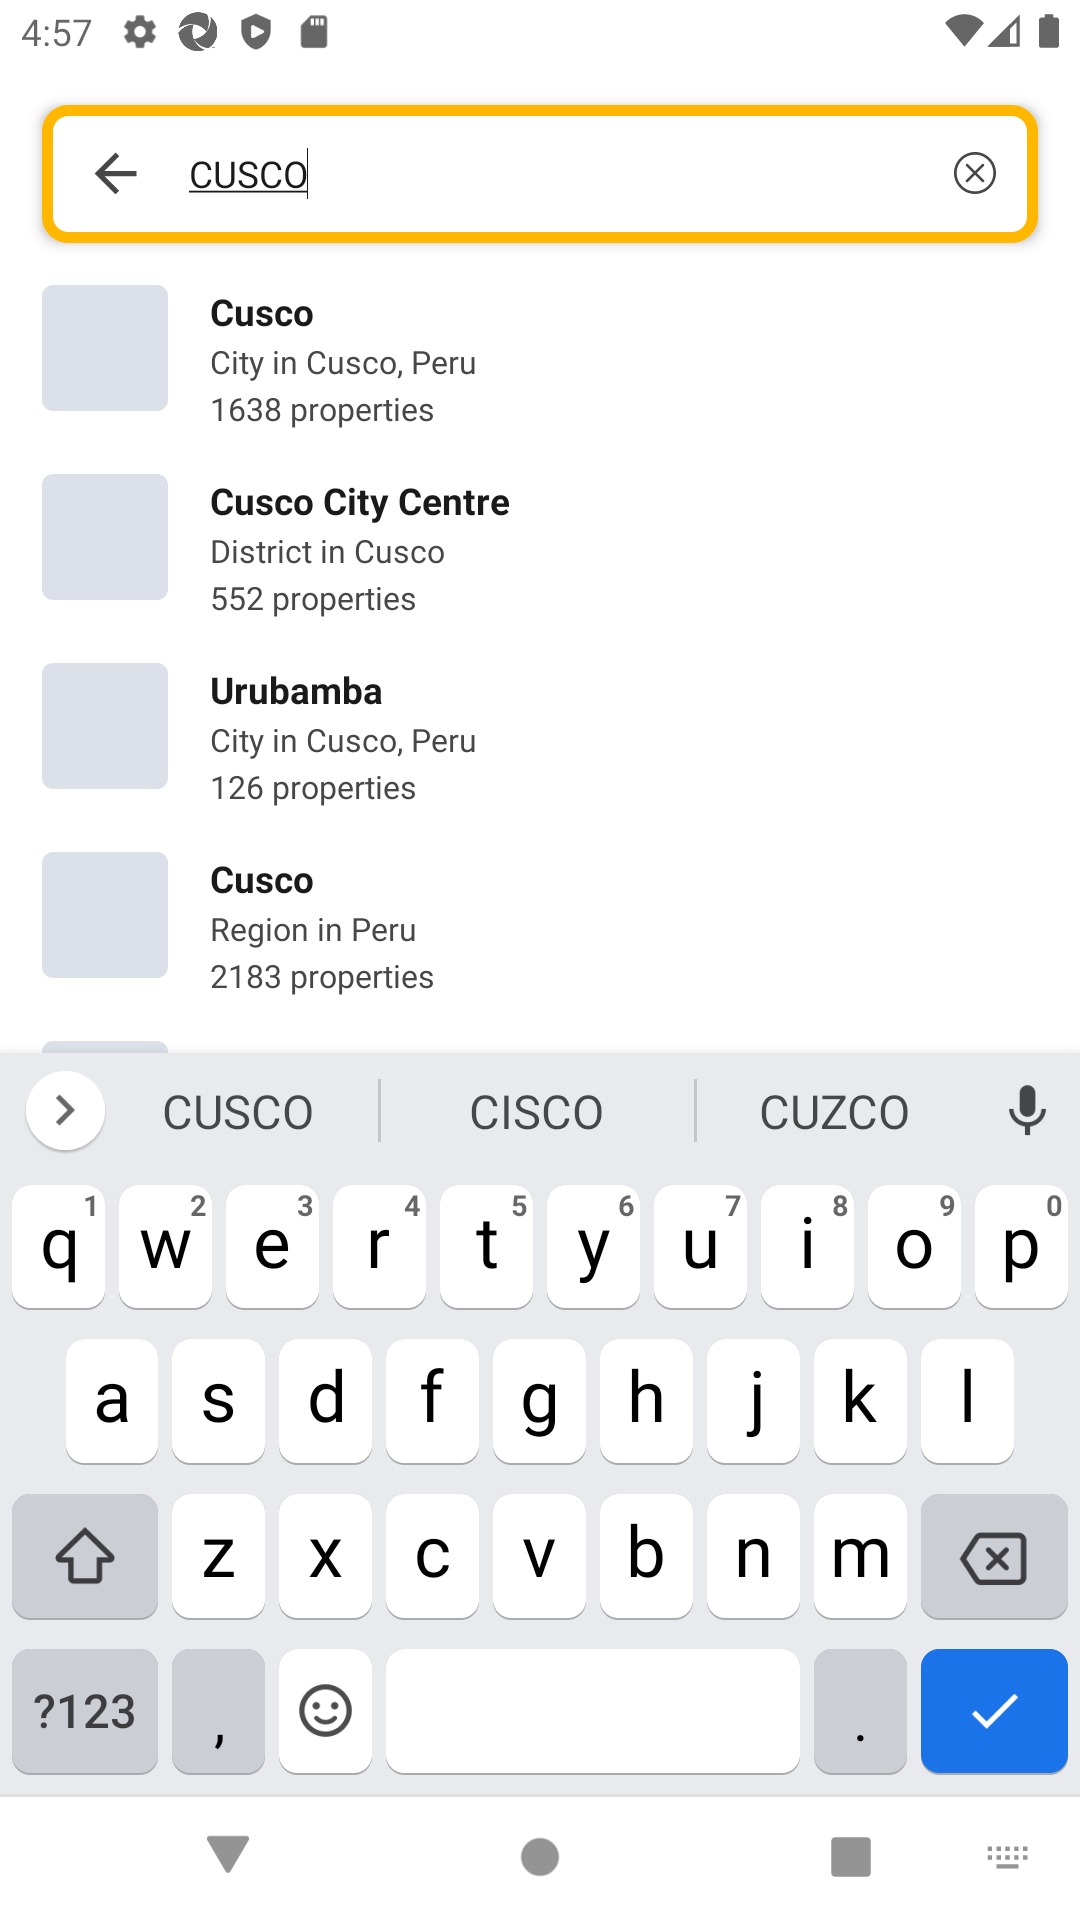 4:57
CUSCO
Cusco
City in Cusco, Peru
1638 properties
Cusco City Centre
District in Cusco
552 properties
Urubamba
City in Cusco, Peru
126 properties
Cusco
Region in Peru
2183 properties
CUSCO CISCO CUZCO
1 2 3 4 5 6 7 8 9 0
q w e r t y u i o p
a s d f g h j k l
z x c v b n m
?123 , .